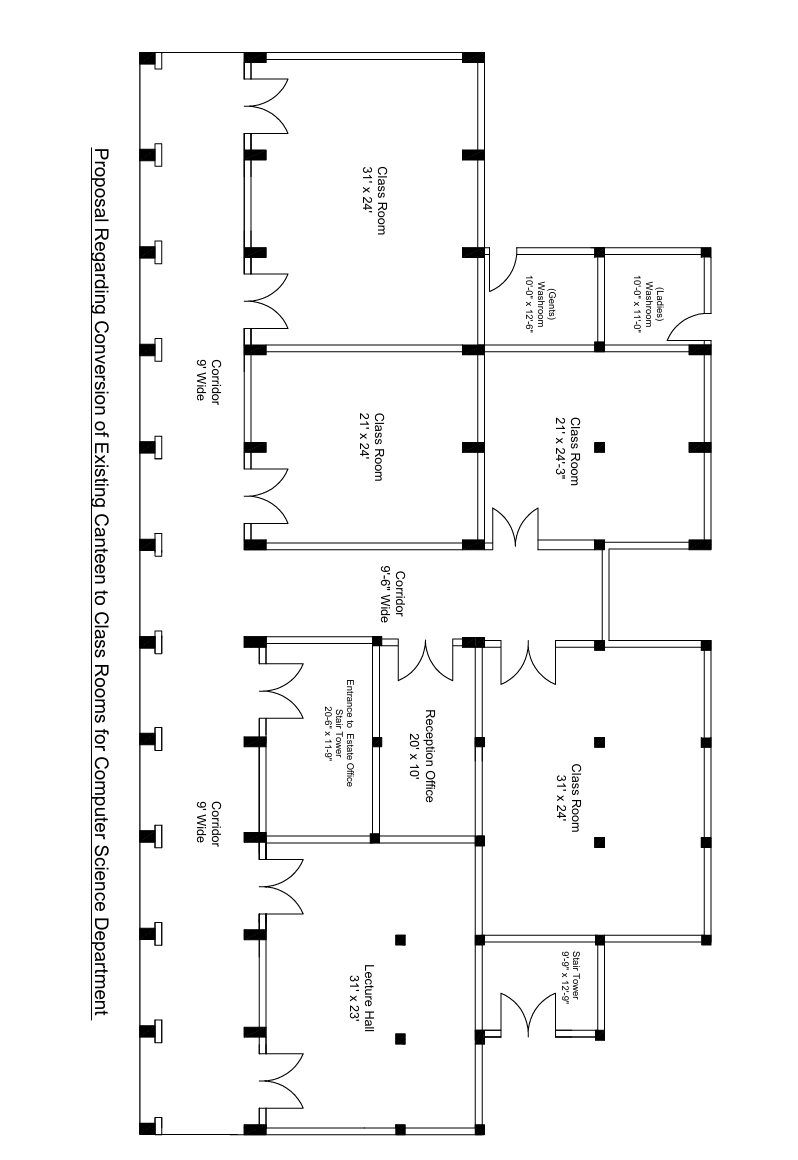 (Ladies)
Washroom
10'-0" x 11'-0"
(Gents)
Washroom
10'-0" x 12'-6"
Class Room
21' x 24'-3"
Class Room
31' x 24'
Stair Tower
9'-9" x 12'-9"
Class Room
31' x 24'
Class Room
21' x 24'
Corridor
9'-6" Wide
Reception Office
20' x 10'
Entrance to Estate Office
Stair Tower
20-6" x 11-9"
Lecture Hall
31' x 23'
Corridor
9' Wide
Corridor
9' Wide
Proposal Regarding Conversion of Existing Canteen to Class Rooms for Computer Science Department